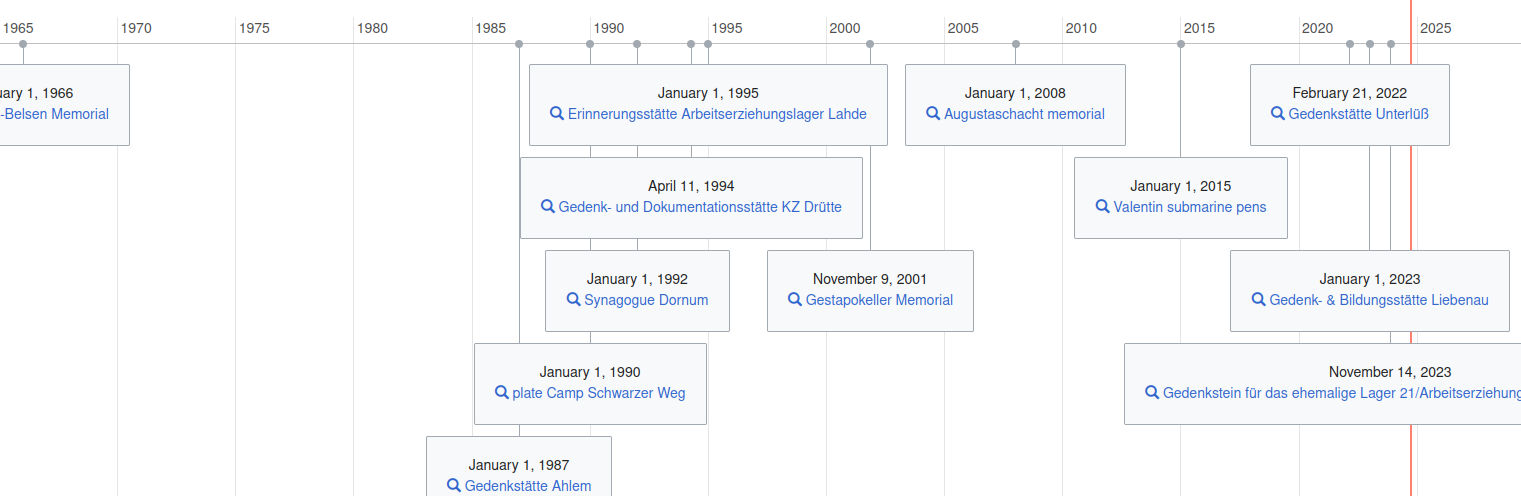 1965 1970 1975 1980 1985 1990 1995 2000 2005 2010 2015 2020 2025
1, 1966
-Belsen Memorial
January 1, 1995
Erinnerungsstätte Arbeitserziehungslager Lahde
January 1, 2008
Augustaschacht memorial
February 21, 2022
Gedenkstätte Unterlüß
April 11, 1994
Gedenk- und Dokumentationsstätte KZ Drütte
January 1, 2015
Valentin submarine pens
January 1, 1992
Synagogue Dornum
November 9, 2001
Gestapokeller Memorial
January 1, 2023
Gedenk- & Bildungsstätte Liebenau
January 1, 1990
plate Camp Schwarzer Weg
November 14, 2023
Gedenkstein für das ehemalige Lager 21/Arbeitserziehung
January 1, 1987
Gedenkstätte Ahlem